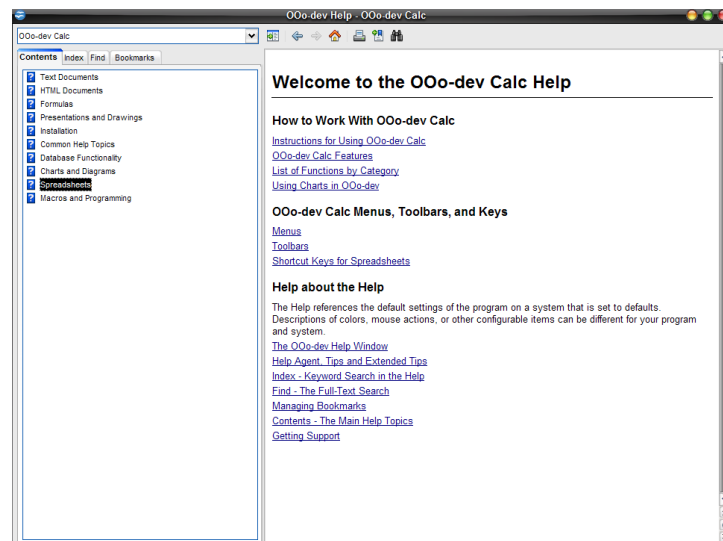 OOo-dev Help - OOo-dev Calc
OOo-dev Calc
Contents Index Find Bookmarks
Text Documents
HTML Documents
Formulas
Presentations and Drawings
Installation
Common Help Topics
Database Functionality
Charts and Diagrams
Spreadsheets
Macros and Programming
Welcome to the OOo-dev Calc Help
How to Work With OOo-dev Calc
Instructions for Using OOo-dev Calc
OOo-dev Calc Features
List of Functions by Category
Using Charts in OOo-dev
OOo-dev Calc Menus, Toolbars, and Keys
Menus
Toolbars
Shortcut Keys for Spreadsheets
Help about the Help
The Help references the default settings of the program on a system that is set to defaults.
Descriptions of colors, mouse actions, or other configurable items can be different for your program
and system.
The OOo-dev Help Window
Help Agent, Tips and Extended Tips
Index - Keyword Search in the Help
Find - The Full-Text Search
Managing Bookmarks
Contents - The Main Help Topics
Getting Support